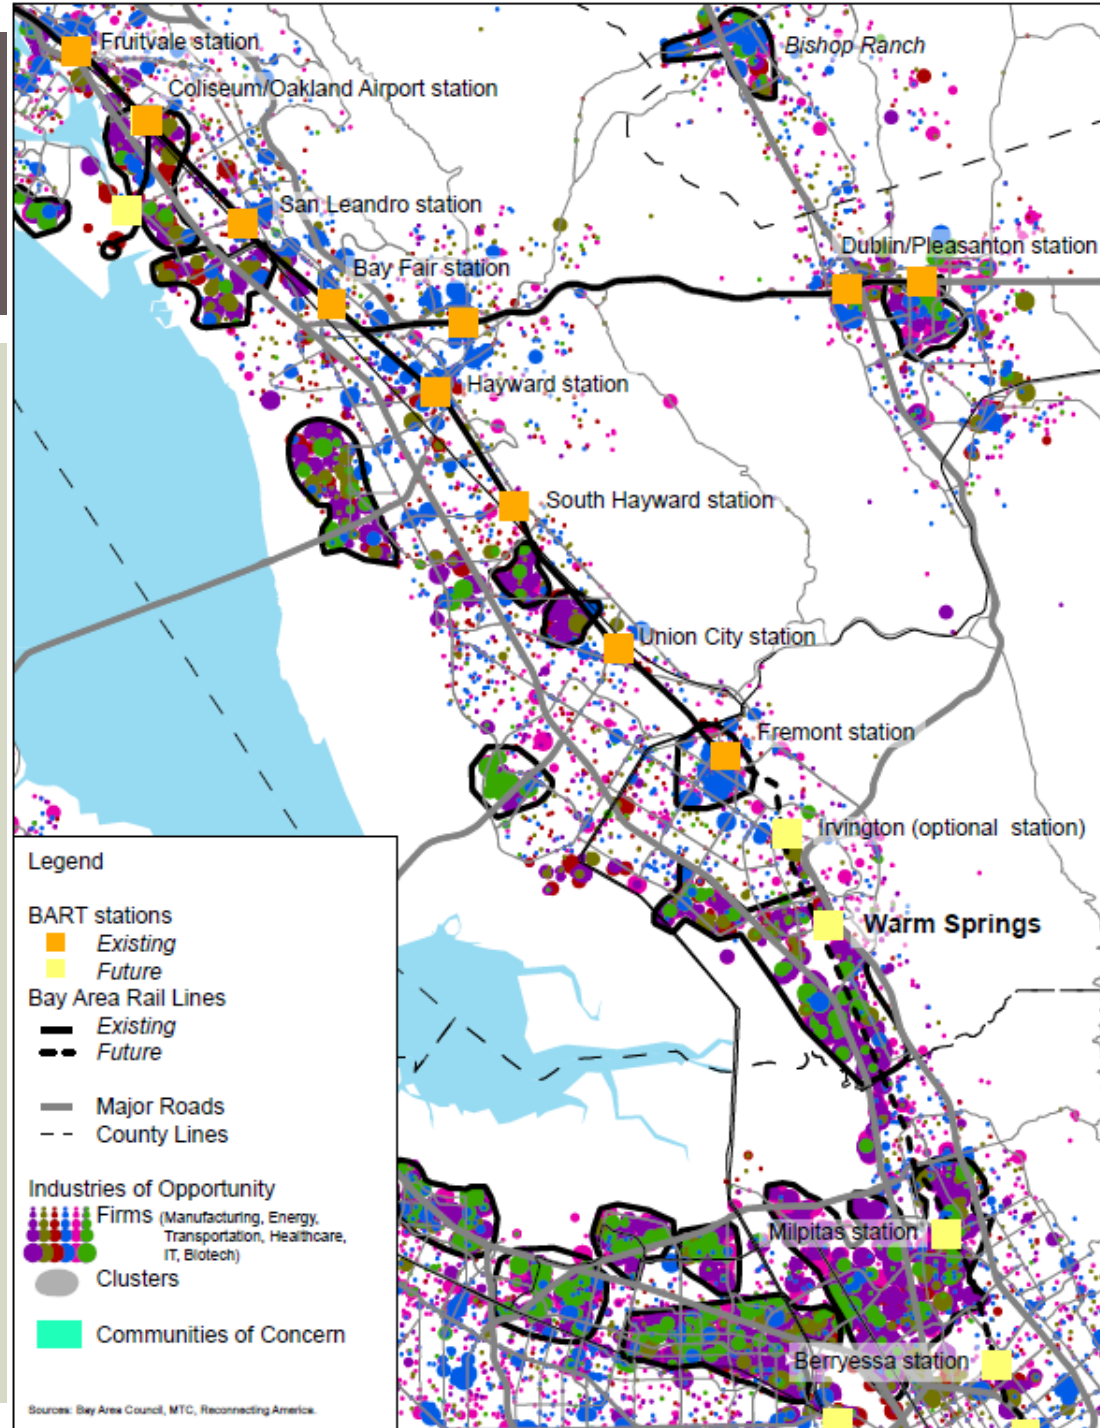 Fruitvale station
Bishop Ranch
Coliseum/Oakland Airport station
San Leandro station
Dublin/Pleasanton station
Bay Fair station
Hayward station
South Hayward station
Union City station
Fremont station
Irvington (optional station)
Warm Springs
Milpitas station
Berryessa station
Legend
BART stations
Existing
Future
Bay Area Rail Lines
Existing
Future
Major Roads
County Lines
Industries of Opportunity
Firms (Manufacturing, Energy,
Transportation, Healthcare,
IT, Biotech)
Clusters
Communities of Concern
Sources: Bay Area Council, MTC, Reconnecting America.